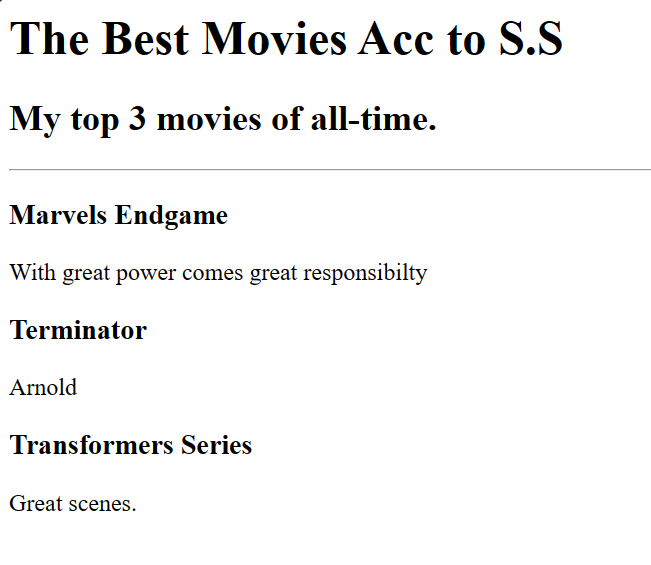 The Best Movies Acc to S.S
My top 3 movies of all-time.
Marvels Endgame
With great power comes great responsibilty
Terminator
Arnold
Transformers Series
Great scenes.